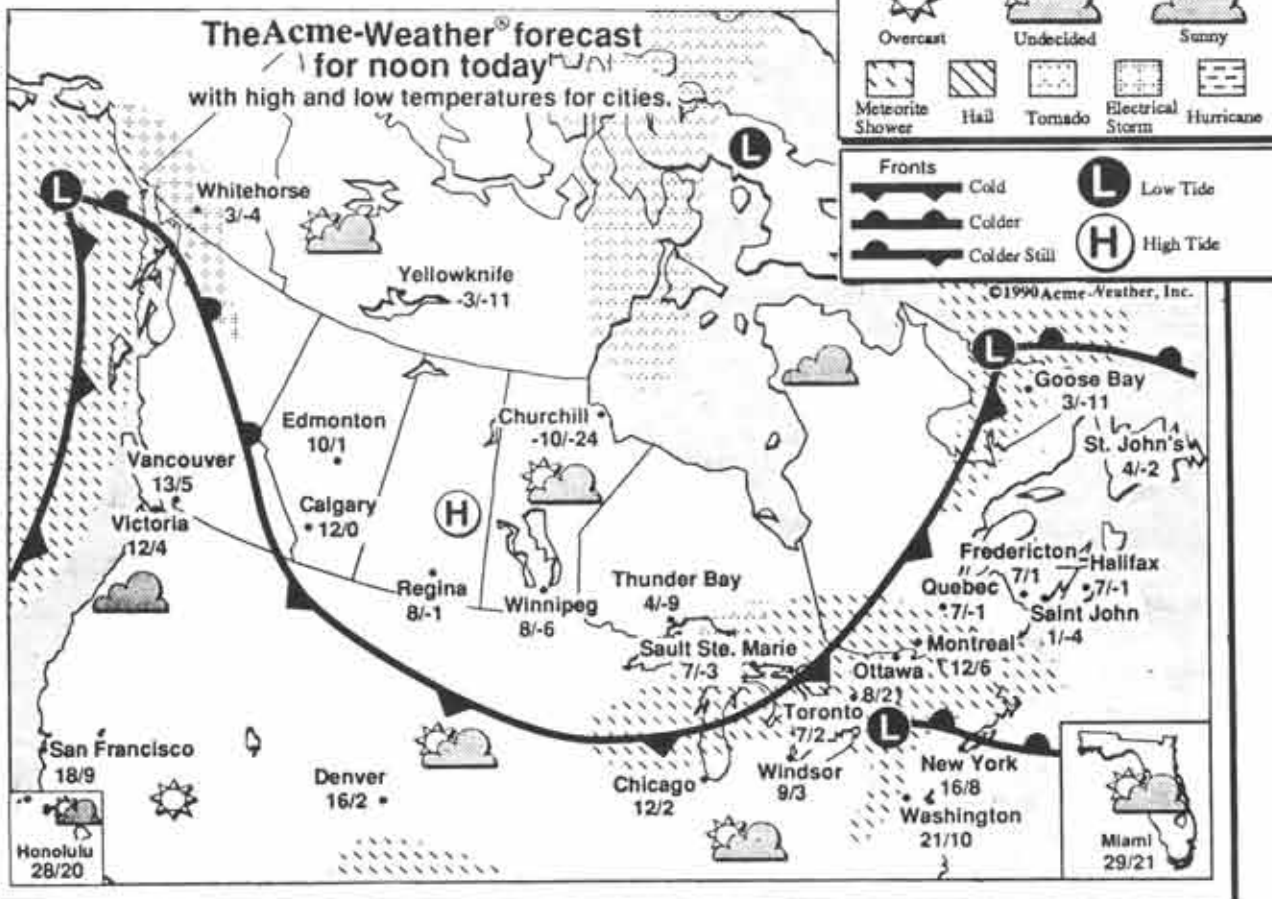 The Acme-Weather® forecast
for noon today
with high and low temperatures for cities.
Overcast
Undecided
Sunny
Meteorite
Shower
Hail
Tornado
Electrical
Storm
Hurricane
Fronts
Cold
Colder
Colder Still
L
Low Tide
H
High Tide
©1990 Acme-Weather, Inc.
L
L
Whitehorse
3/-4
Yellowknife
-3/-11
L
Goose Bay
3/-11
Edmonton
10/1
Churchill
-10/-24
St. John's
4/-2
Vancouver
13/5
Calgary
12/0
H
Victoria
12/4
Fredericton
7/1
Halifax
7/-1
Regina
8/-1
Winnipeg
8/-6
Thunder Bay
4/-9
Quebec
7/-1
Saint John
1/-4
Sault Ste. Marie
7/-3
Montreal
12/6
Ottawa
8/2
Toronto
7/2
L
San Francisco
18/9
Denver
16/2
Chicago
12/2
Windsor
9/3
New York
16/8
Washington
21/10
Honolulu
28/20
Miami
29/21